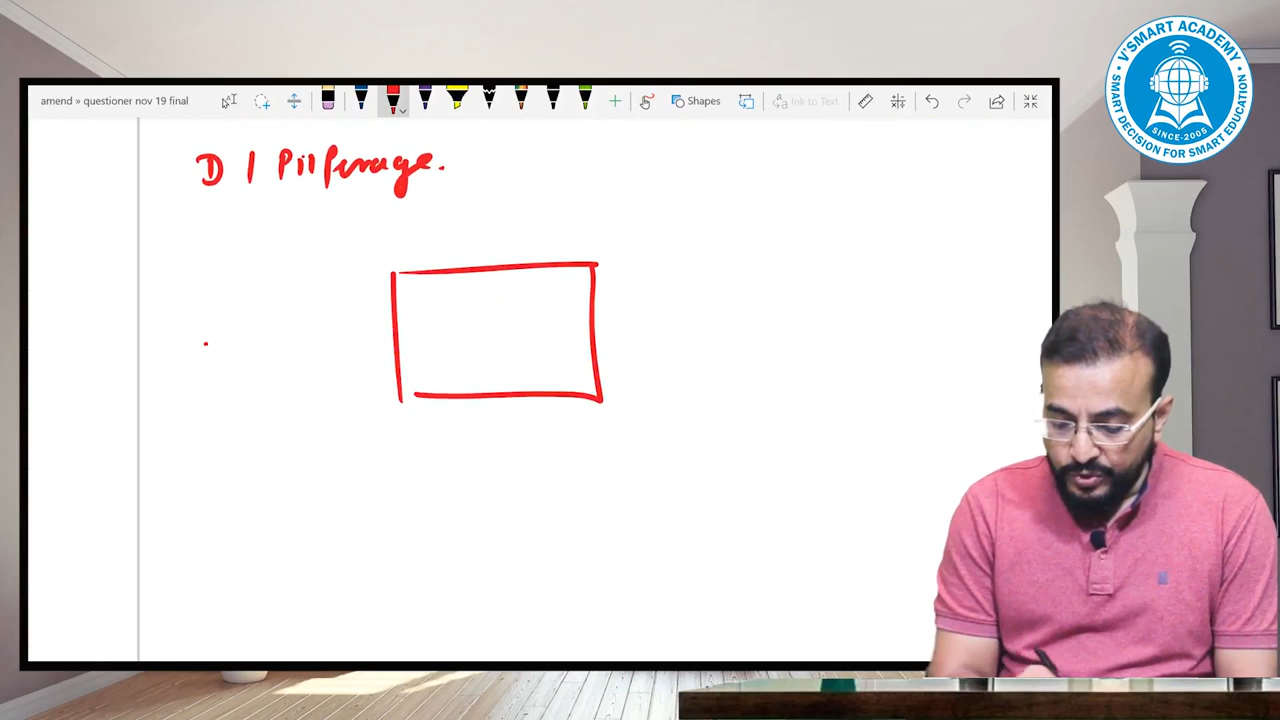 amend » questioner nov 19 final
Shapes
Ink to Text
D / Pilferage.
V'SMART ACADEMY
SINCE-2005
SMART DECISION FOR SMART EDUCATION